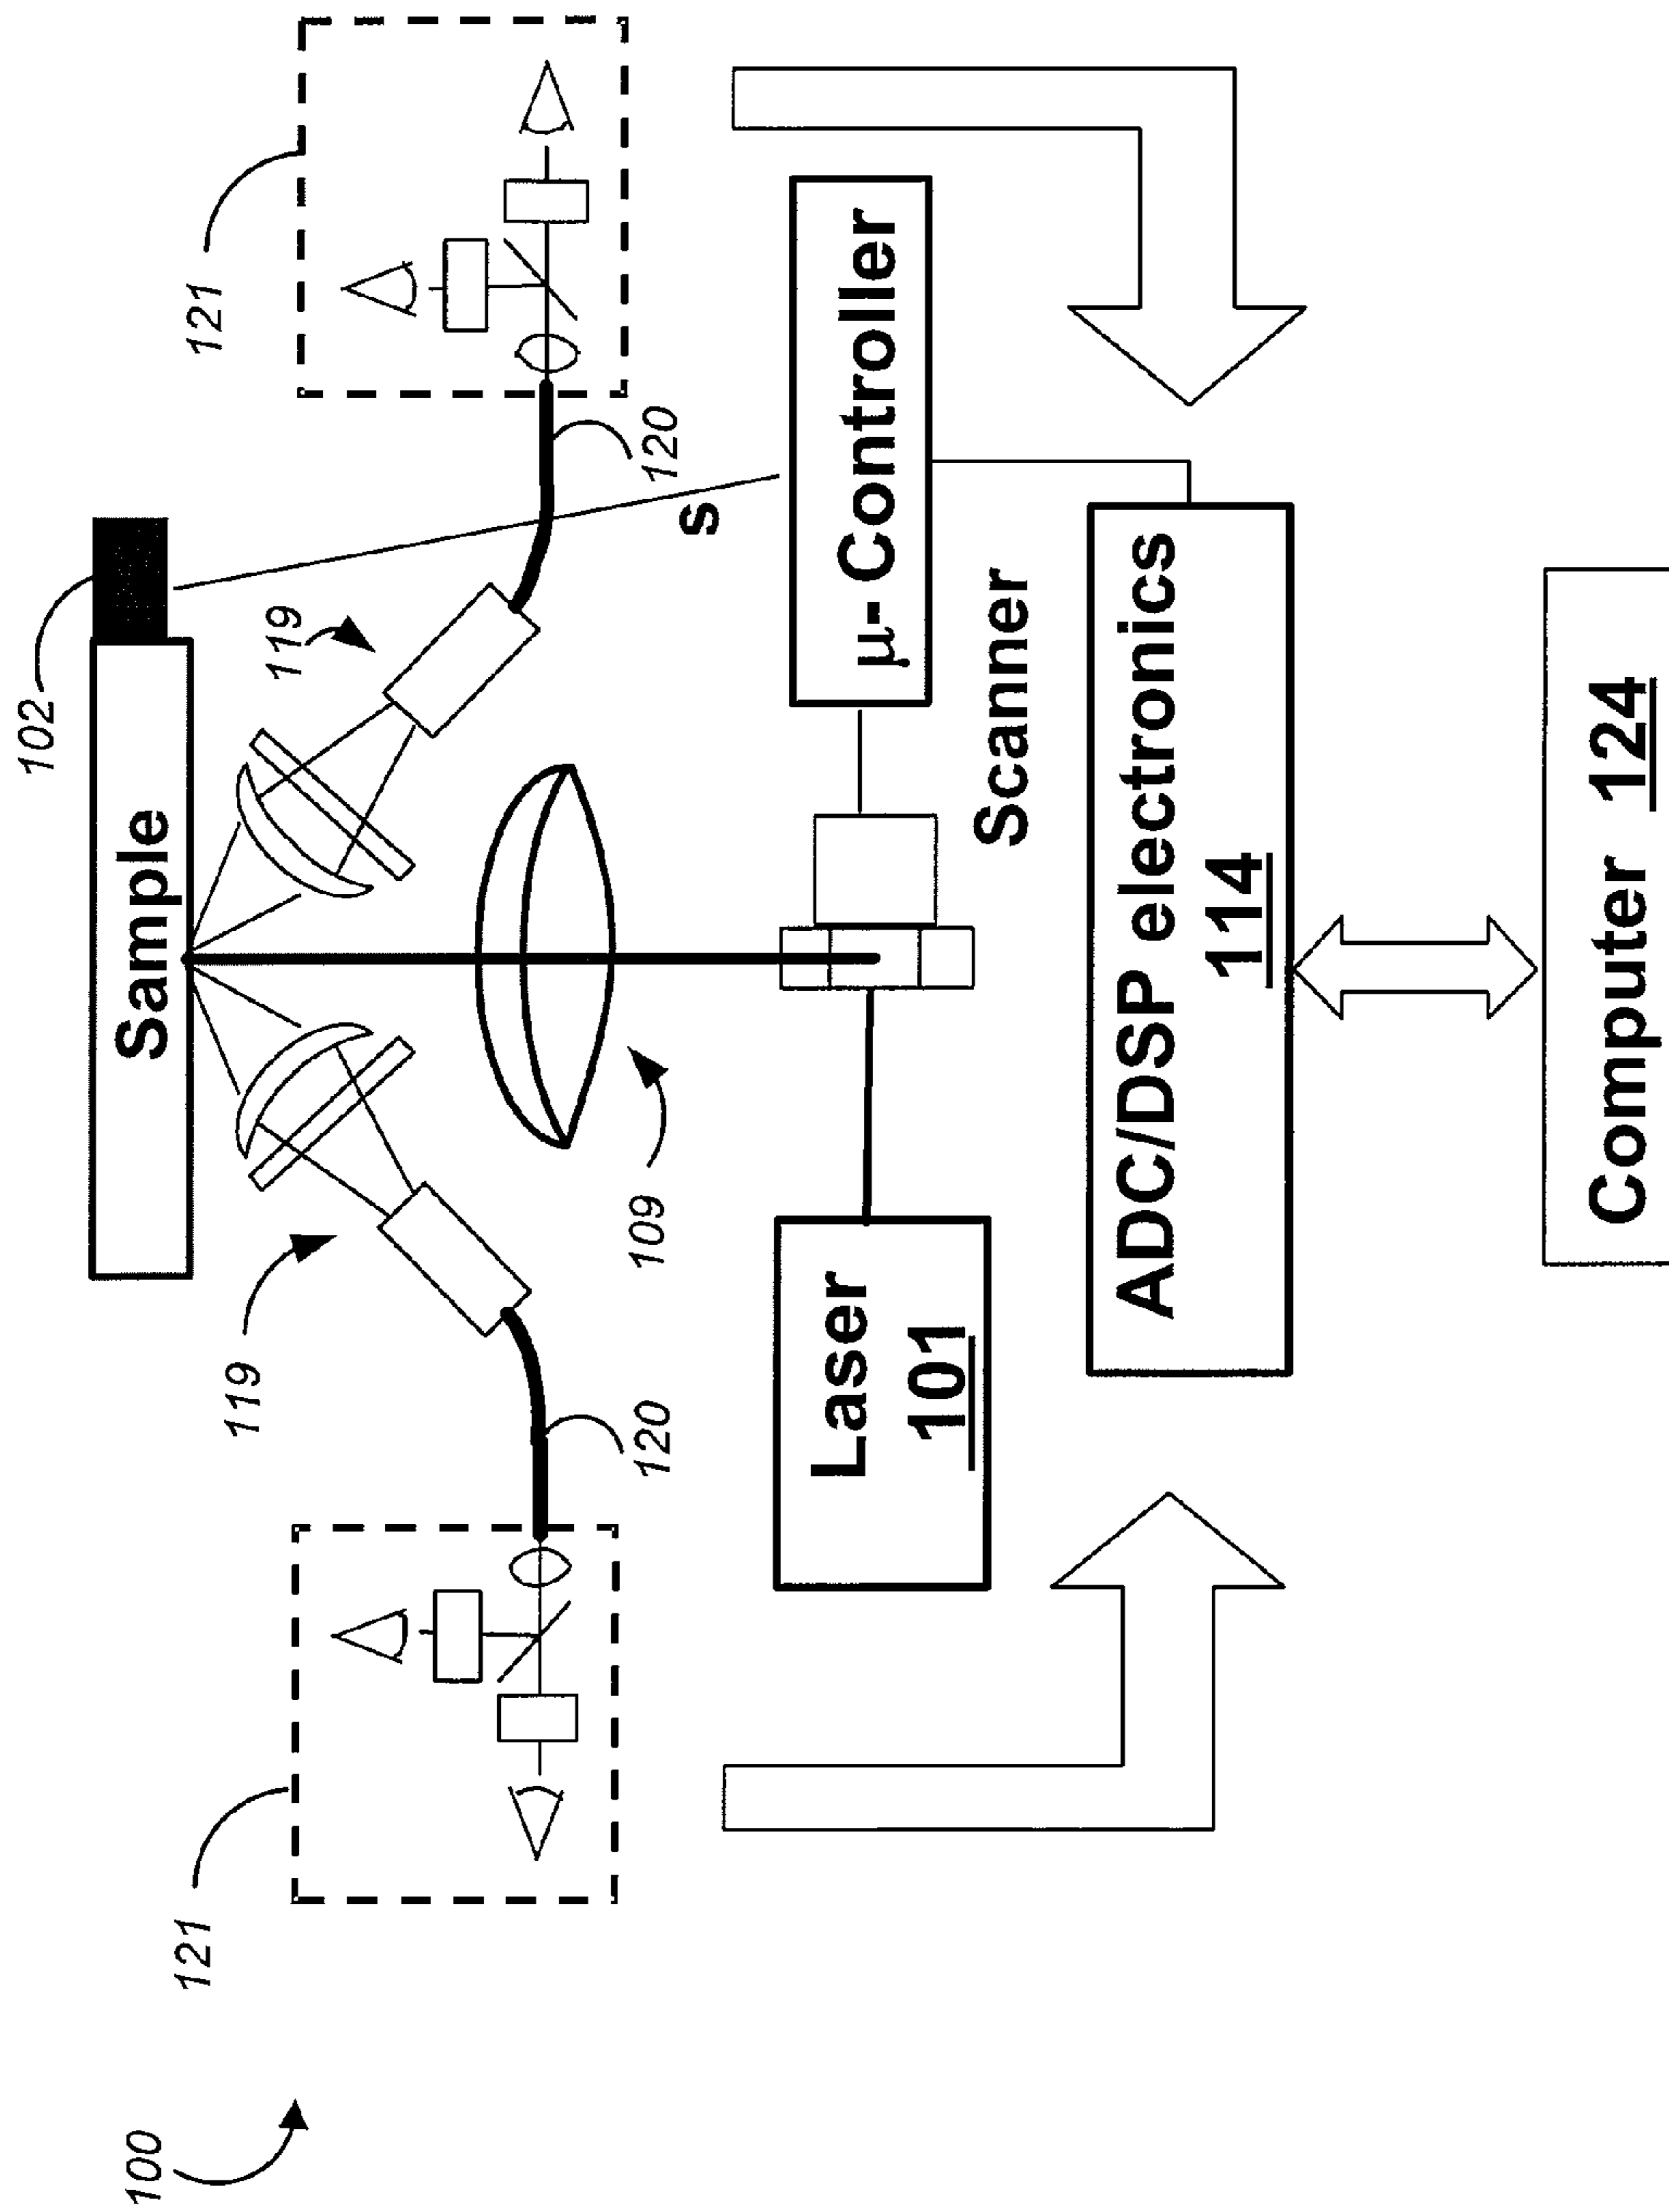 102
100
Sample
121
121
119
119
109
120
120
s
Laser
101
μ- Controller
Scanner
ADC/DSP electronics
114
Computer 124